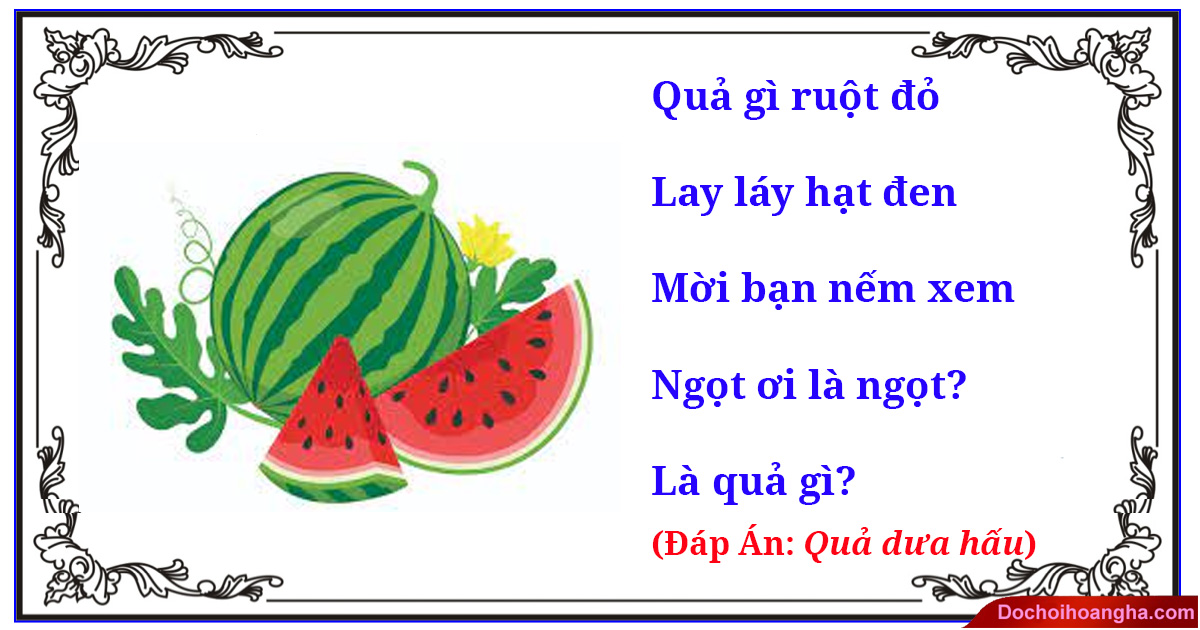 Quả gì ruột đỏ
Lay láy hạt đen
Mời bạn nếm xem
Ngọt ơi là ngọt?
Là quả gì?
(Đáp Án: Quả dưa hấu)
Dochoihoangha.com